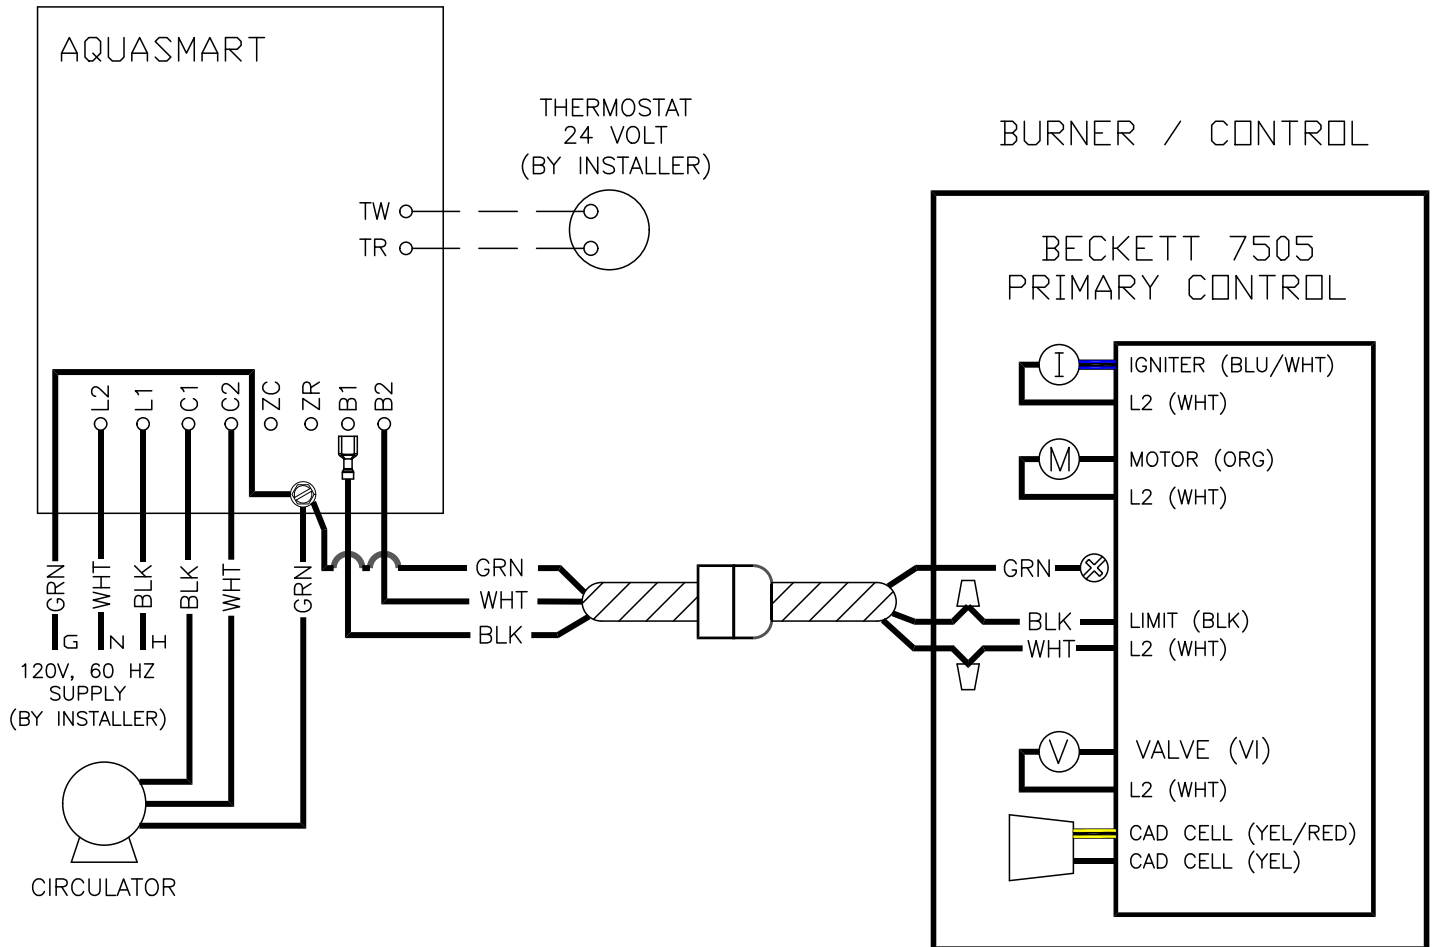 AQUASMART
THERMOSTAT
24 VOLT
(BY INSTALLER)
TW
TR
L2
L1
C1
C2
ZC
ZR
B1
B2
GRN
WHT
BLK
BLK
WHT
GRN
G
N
H
120V, 60 HZ
SUPPLY
(BY INSTALLER)
CIRCULATOR
GRN
WHT
BLK
BURNER / CONTROL
BECKETT 7505
PRIMARY CONTROL
I
IGNITER (BLU/WHT)
L2 (WHT)
M
MOTOR (ORG)
L2 (WHT)
GRN
BLK
LIMIT (BLK)
WHT
L2 (WHT)
V
VALVE (VI)
L2 (WHT)
CAD CELL (YEL/RED)
CAD CELL (YEL)